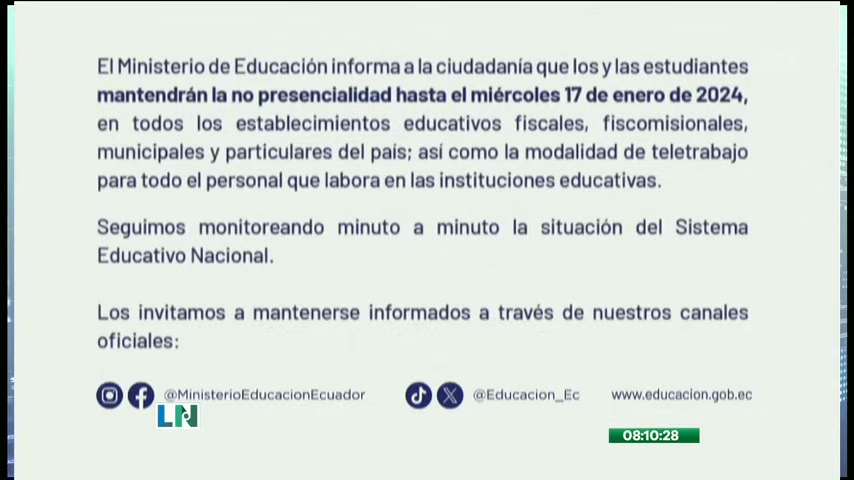 El Ministerio de Educación informa a la ciudadanía que los y las estudiantes
mantendrán la no presencialidad hasta el miércoles 17 de enero de 2024,
en todos los establecimientos educativos fiscales, fiscomisionales,
municipales y particulares del país; así como la modalidad de teletrabajo
para todo el personal que labora en las instituciones educativas.
Seguimos monitoreando minuto a minuto la situación del Sistema
Educativo Nacional.
Los invitamos a mantenerse informados a través de nuestros canales
oficiales:
@MinisterioEducacionEcuador @Educacion_Ec www.educacion.gob.ec
LN
08:10:28